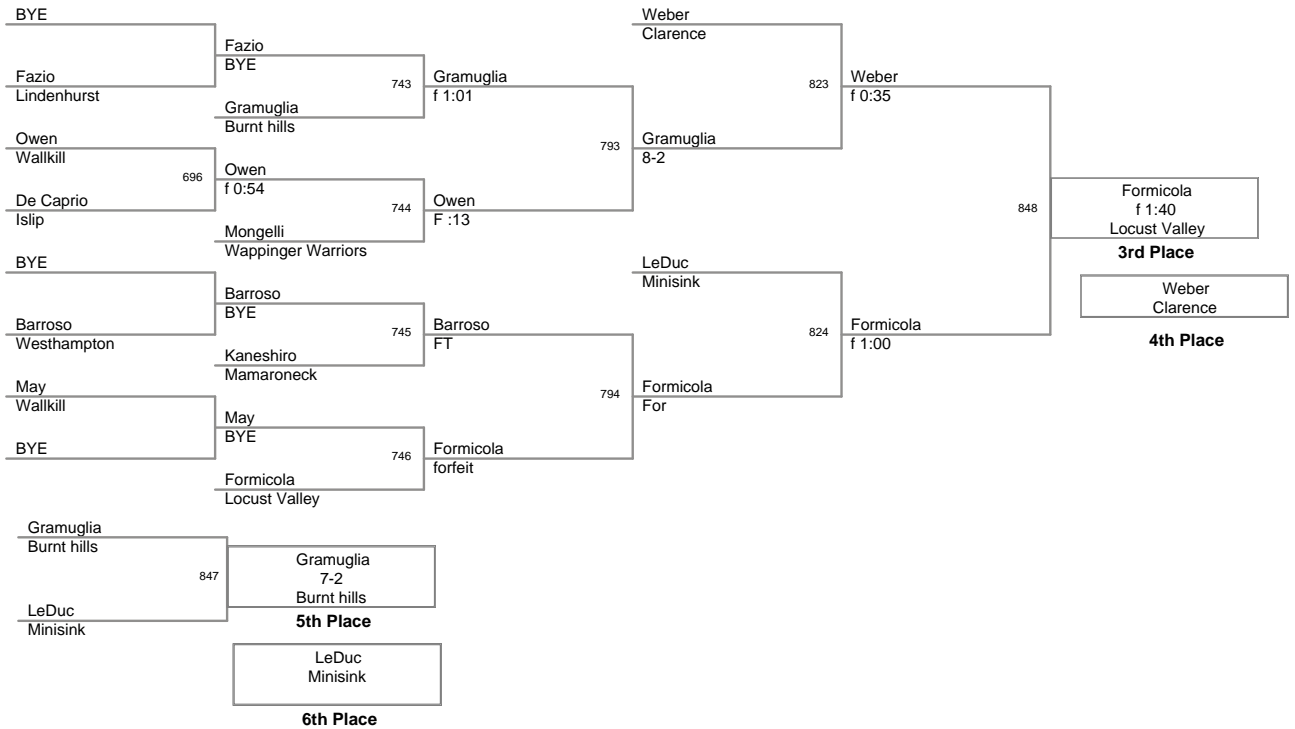 BYE
Fazio
Lindenhurst
Owen
Wallkill
696
De Caprio
Islip
BYE
Barroso
Westhampton
May
Wallkill
BYE
Fazio
BYE
743
Gramuglia
Burnt hills
Owen
f 0:54
744
Mongelli
Wappinger Warriors
Barroso
BYE
745
Kaneshiro
Mamaroneck
May
BYE
746
Formicola
Locust Valley
Gramuglia
f 1:01
793
Owen
F :13
Barroso
FT
794
Formicola
forfeit
Weber
Clarence
823
Gramuglia
8-2
LeDuc
Minisink
824
Formicola
For
Weber
f 0:35
848
Formicola
f 1:00
Formicola
f 1:40
Locust Valley
3rd Place
Weber
Clarence
4th Place
Gramuglia
Burnt hills
847
LeDuc
Minisink
Gramuglia
7-2
Burnt hills
5th Place
LeDuc
Minisink
6th Place